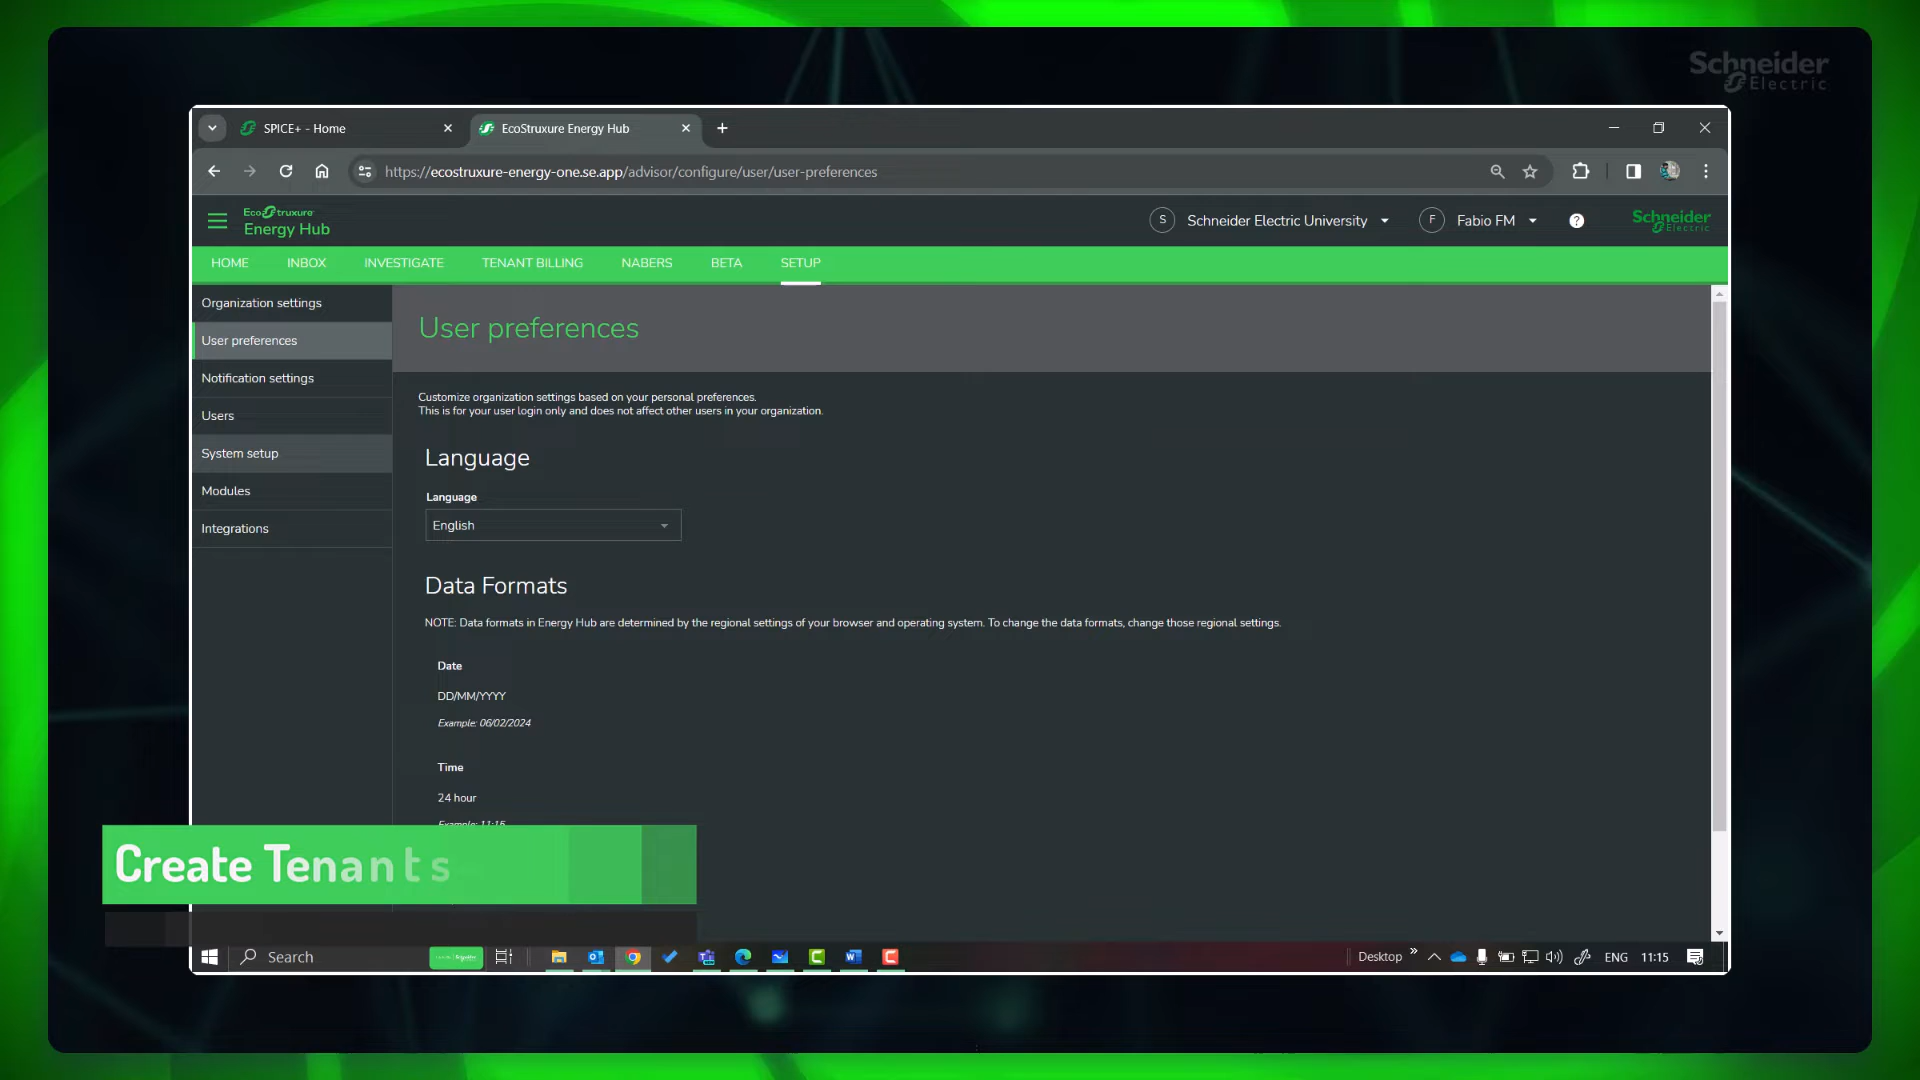 Schneider
Electric
SPICE+ - Home
EcoStruxure Energy Hub
https://ecostruxure-energy-one.se.app/advisor/configure/user/user-preferences
EcoStruxure
Energy Hub
S
Schneider Electric University
F
Fabio FM
?
Schneider
Electric
HOME
INBOX
INVESTIGATE
TENANT BILLING
NABERS
BETA
SETUP
Organization settings
User preferences
Notification settings
Users
System setup
Modules
Integrations
User preferences
Customize organization settings based on your personal preferences.
This is for your user login only and does not affect other users in your organization.
Language
Language
English
Data Formats
NOTE: Data formats in Energy Hub are determined by the regional settings of your browser and operating system. To change the data formats, change those regional settings.
Date
DD/MM/YYYY
Example: 06/02/2024
Time
24 hour
Example: 11:15
Create Tenants
Search
Desktop
ENG
11:15